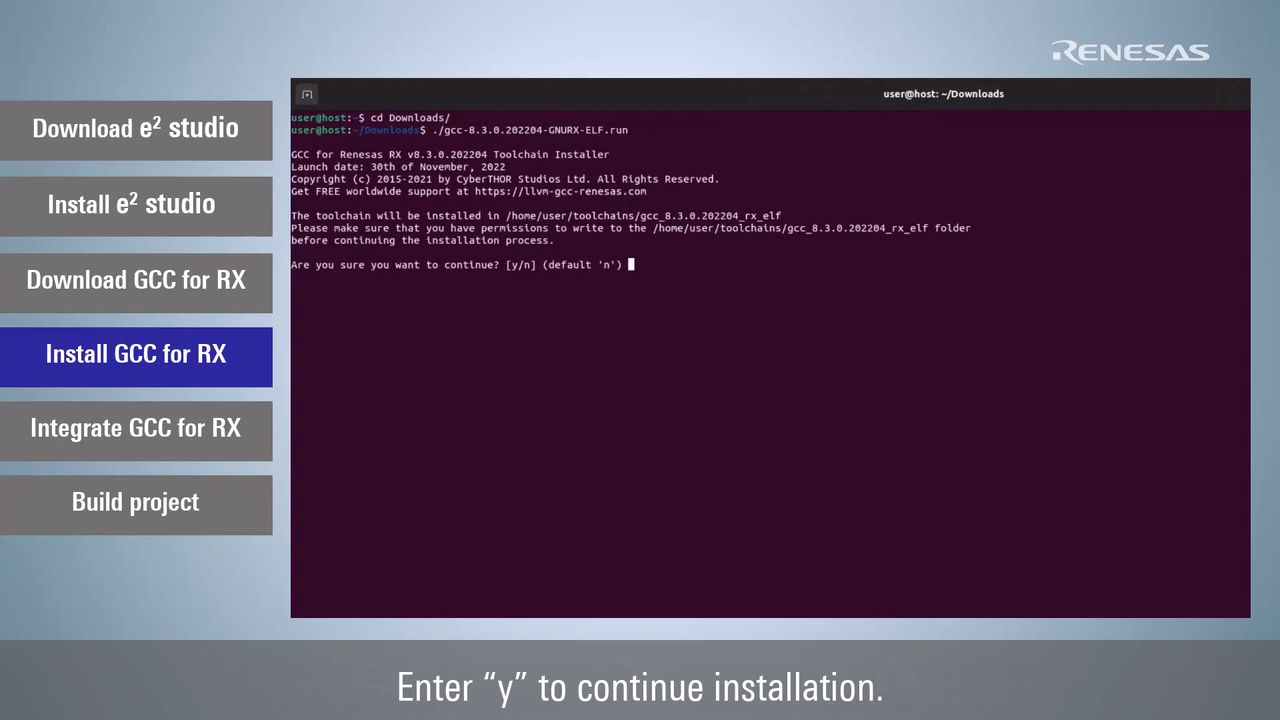 RENESAS
Download e² studio
Install e² studio
Download GCC for RX
Install GCC for RX
Integrate GCC for RX
Build project
user@host: ~/Downloads
user@host:~$ cd Downloads/
user@host:~/Downloads$ ./gcc-8.3.0.202204-GNURX-ELF.run
GCC for Renesas RX v8.3.0.202204 Toolchain Installer
Launch date: 30th of November, 2022
Copyright (c) 2015-2021 by CyberTHOR Studios Ltd. All Rights Reserved.
Get FREE worldwide support at https://llvm-gcc-renesas.com
The toolchain will be installed in /home/user/toolchains/gcc_8.3.0.202204_rx_elf
Please make sure that you have permissions to write to the /home/user/toolchains/gcc_8.3.0.202204_rx_elf folder
before continuing the installation process.
Are you sure you want to continue? [y/n] (default 'n')
Enter “y” to continue installation.